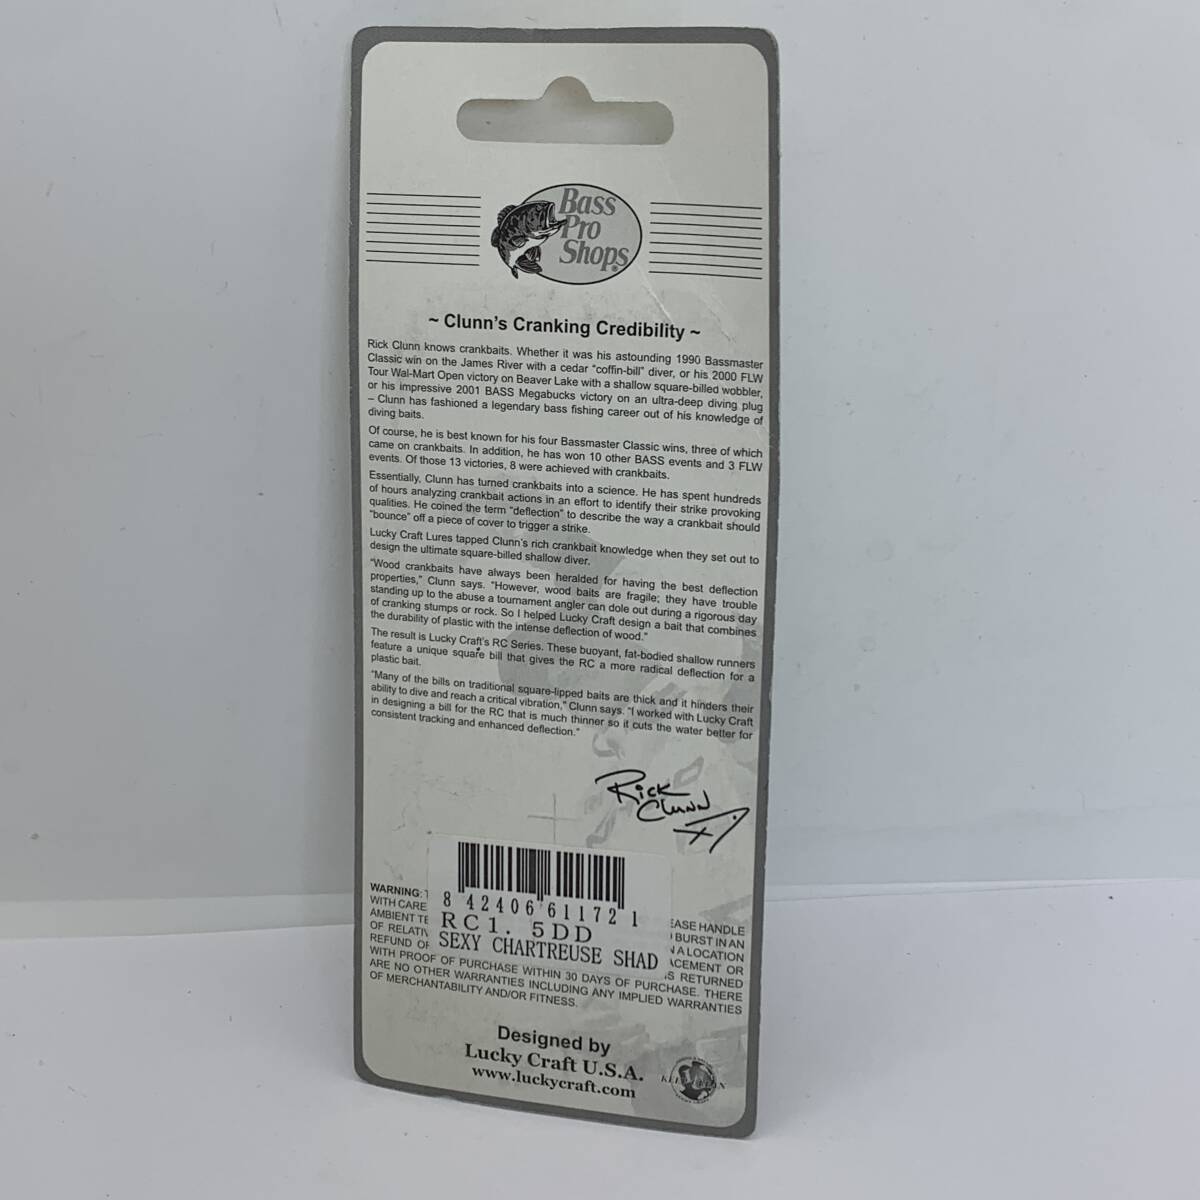 Bass
Pro
Shops
~ Clunn's Cranking Credibility ~
Rick Clunn knows crankbaits. Whether it was his astounding 1990 Bassmaster
Classic win on the James River with a cedar "coffin-bill" diver, or his 2000 FLW
Tour Wal-Mart Open victory on Beaver Lake with a shallow square-billed wobbler,
or his impressive 2001 BASS Megabucks victory on an ultra-deep diving plug
– Clunn has fashioned a legendary bass fishing career out of his knowledge of
diving baits.
Of course, he is best known for his four Bassmaster Classic wins, three of which
came on crankbaits. In addition, he has won 10 other BASS events and 3 FLW
events. Of those 13 victories, 8 were achieved with crankbaits.
Essentially, Clunn has turned crankbaits into a science. He has spent hundreds
of hours analyzing crankbait actions in an effort to identify their strike provoking
qualities. He coined the term "deflection" to describe the way a crankbait should
"bounce" off a piece of cover to trigger a strike.
Lucky Craft Lures tapped Clunn's rich crankbait knowledge when they set out to
design the ultimate square-billed shallow diver.
"Wood crankbaits have always been heralded for having the best deflection
properties," Clunn says. "However, wood baits are fragile; they have trouble
standing up to the abuse a tournament angler can dole out during a rigorous day
of cranking stumps or rock. So I helped Lucky Craft design a bait that combines
the durability of plastic with the intense deflection of wood."
The result is Lucky Craft's RC Series. These buoyant, fat-bodied shallow runners
feature a unique square bill that gives the RC a more radical deflection for a
plastic bait.
"Many of the bills on traditional square-lipped baits are thick and it hinders their
ability to dive and reach a critical vibration," Clunn says. "I worked with Lucky Craft
in designing a bill for the RC that is much thinner so it cuts the water better for
consistent tracking and enhanced deflection."
Rick
Clunn
8 42406 61172 1
RC1. 5DD
SEXY CHARTREUSE SHAD
WARNING: EASE HANDLE
WITH CARE BURST IN AN
AMBIENT TE A LOCATION
OF RELATIV CEMENT OR
REFUND OF S RETURNED
WITH PROOF OF PURCHASE WITHIN 30 DAYS OF PURCHASE. THERE
ARE NO OTHER WARRANTIES INCLUDING ANY IMPLIED WARRANTIES
OF MERCHANTABILITY AND/OR FITNESS.
Designed by
Lucky Craft U.S.A.
www.luckycraft.com